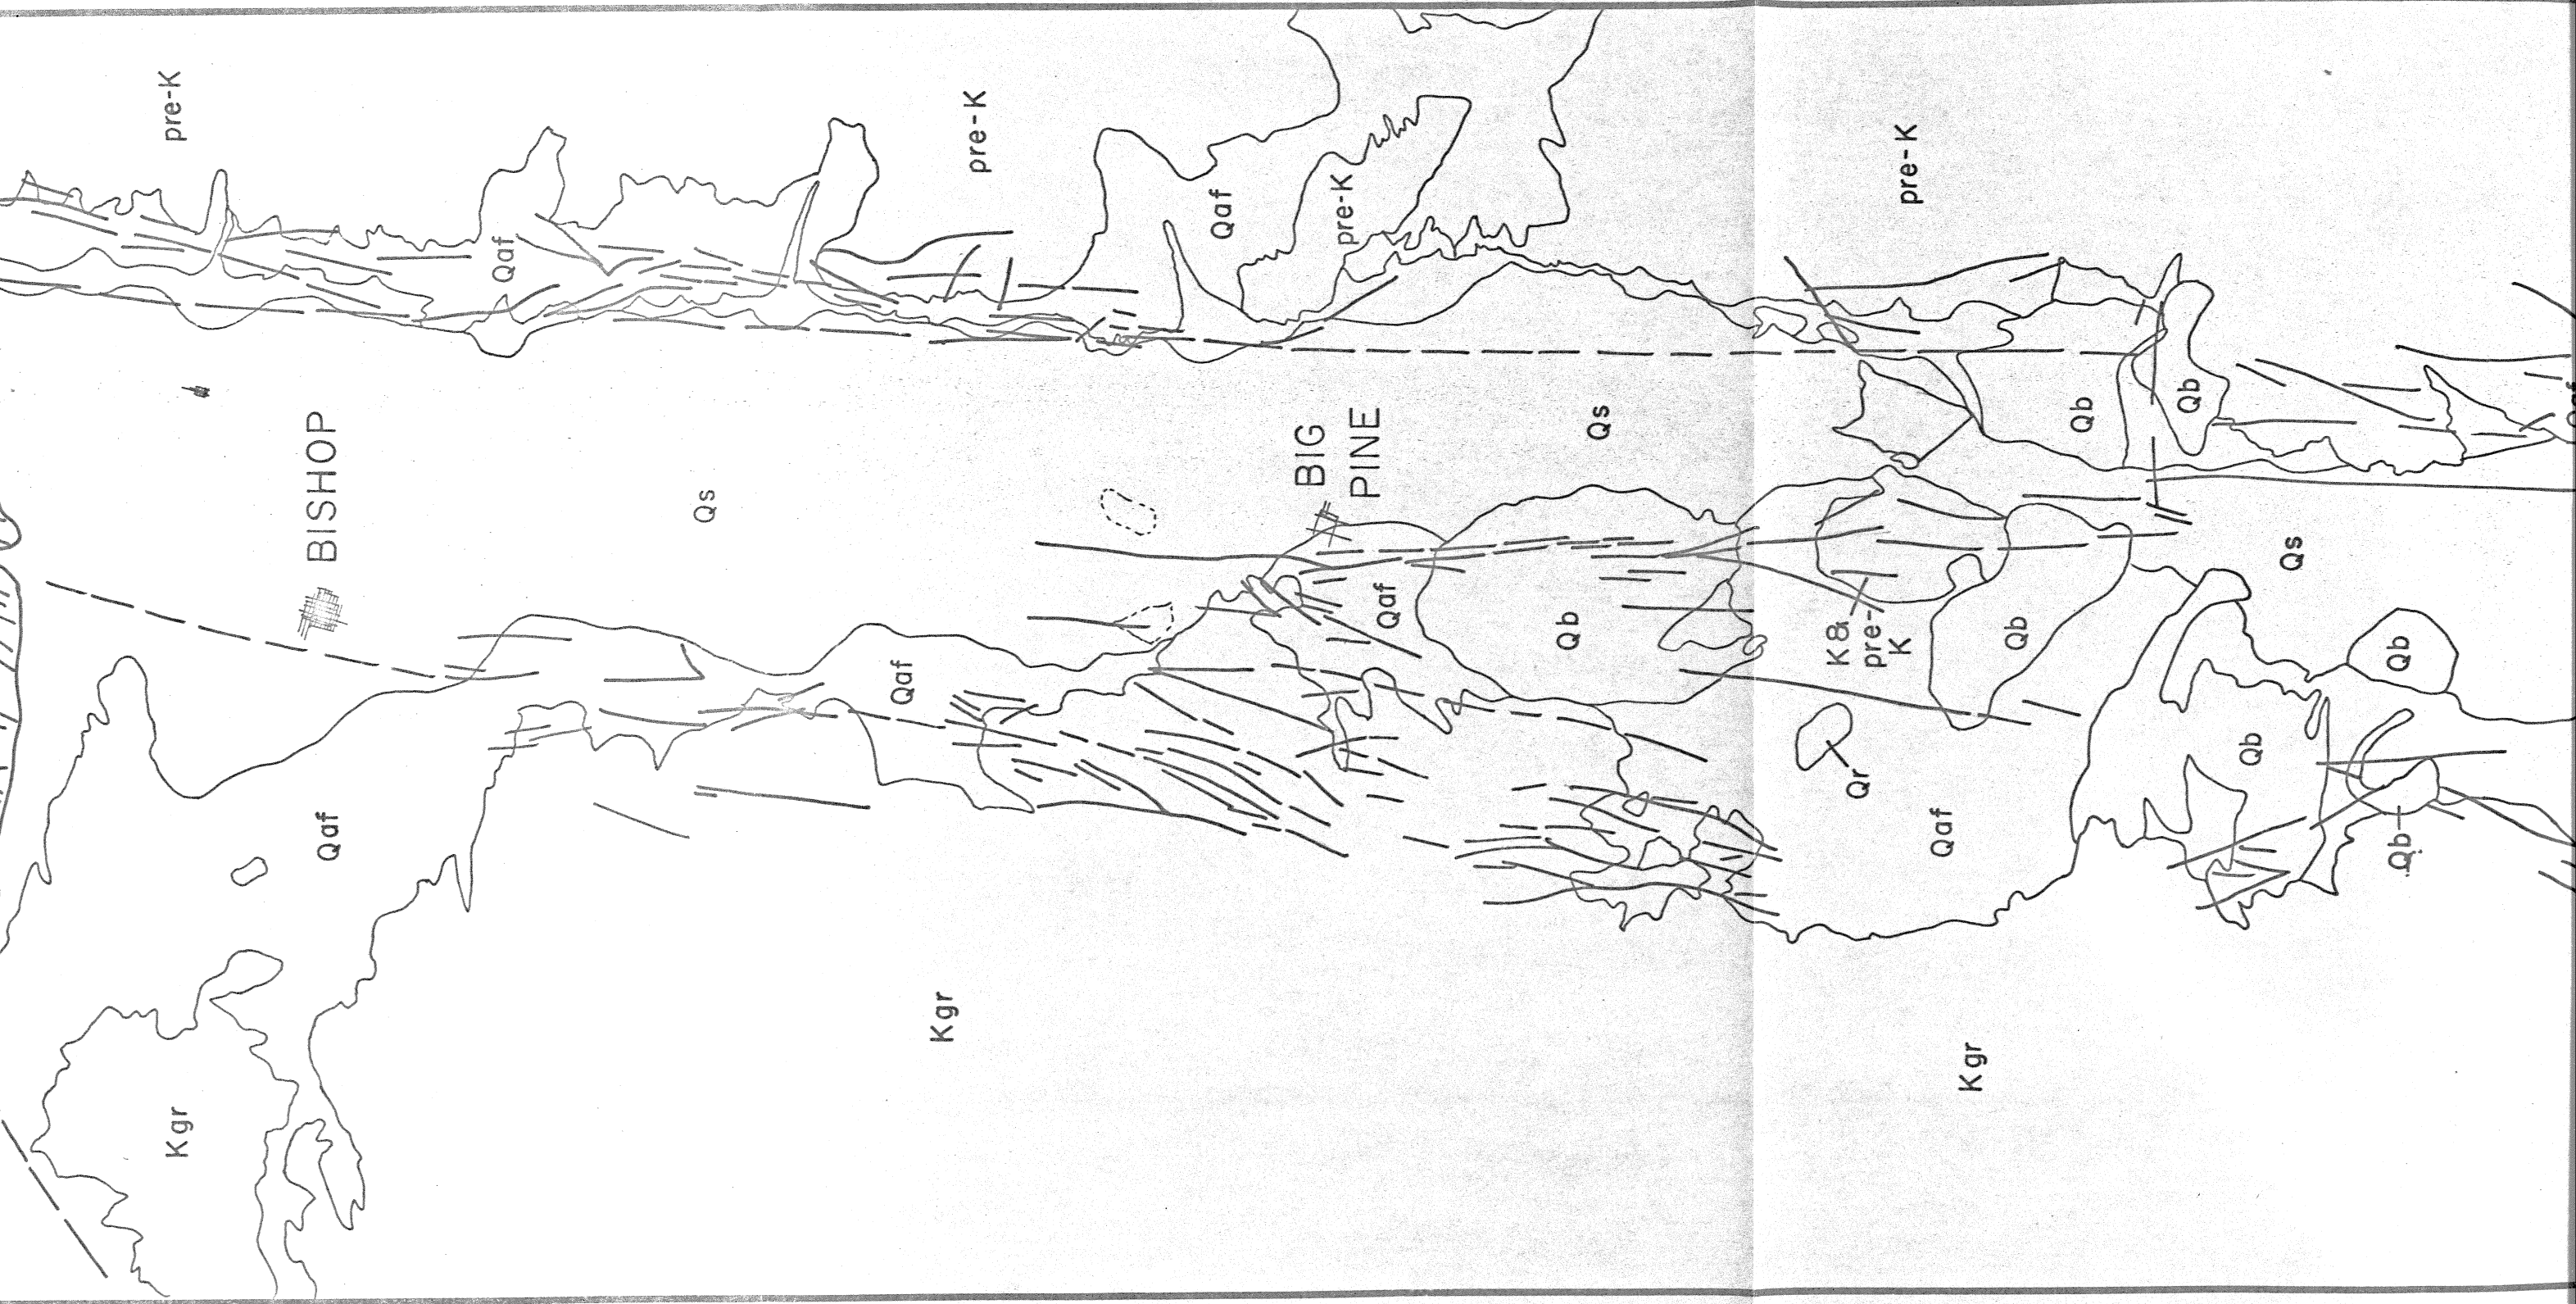 pre-K
pre-K
pre-K
Qaf
pre-K
Qaf
BISHOP
Qs
BIG
PINE
Qs
Qb
Qb
Qs
Qaf
Qb
K&
pre-
K
Qb
Qb
Qaf
Qaf
Qr
Qaf
Qb
Qb
Kgr
Kgr
Kgr